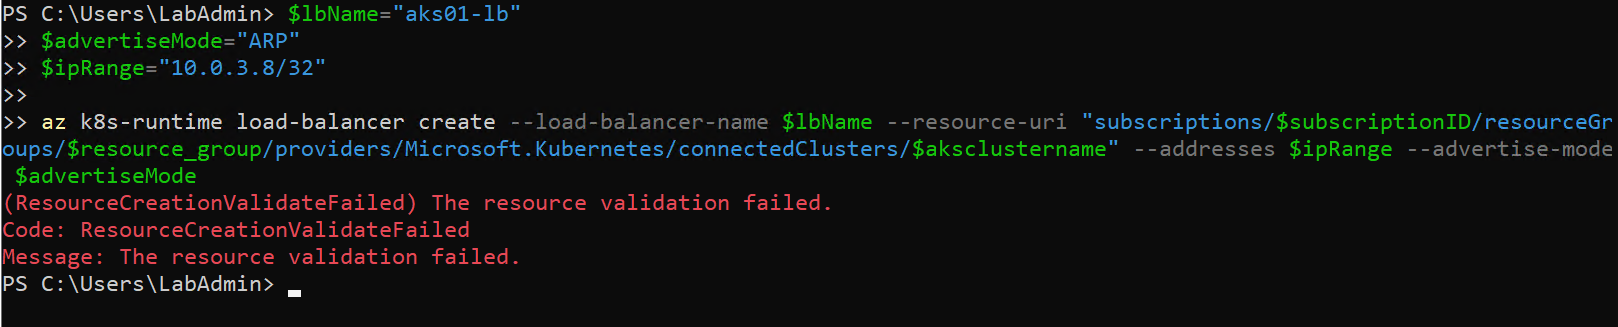 PS C:\Users\LabAdmin> $lbName="aks01-lb"
>> $advertiseMode="ARP"
>> $ipRange="10.0.3.8/32"
>>
>> az k8s-runtime load-balancer create --load-balancer-name $lbName --resource-uri "subscriptions/$subscriptionID/resourceGr
oups/$resource_group/providers/Microsoft.Kubernetes/connectedClusters/$aksclustername" --addresses $ipRange --advertise-mode
 $advertiseMode
(ResourceCreationValidateFailed) The resource validation failed.
Code: ResourceCreationValidateFailed
Message: The resource validation failed.
PS C:\Users\LabAdmin>